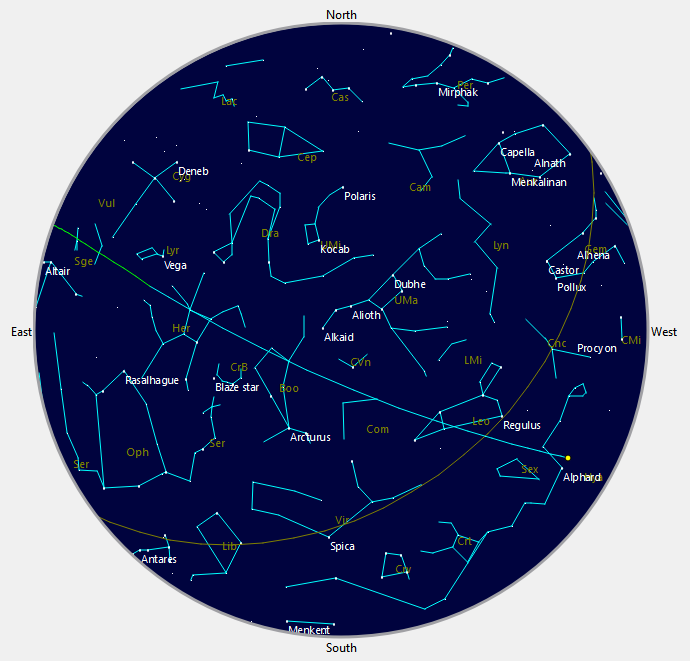 North
Per
Cas
Mirphak
Lac
Capella
Cep
Alnath
Deneb
Menkalinan
Cyg
Cam
Polaris
Vul
Dra
UMi
Kocab
Lyn
Gem
Lyr
Alhena
Sge
Vega
Castor
Altair
Dubhe
Pollux
UMa
Alioth
East
Her
Alkaid
West
CMi
Cnc
Procyon
CVn
LMi
CrB
Rasalhague
Blaze star
Boo
Leo
Regulus
Com
Arcturus
Ser
Oph
Ser
Sex
Alphard
Vir
Crt
Lib
Spica
Antares
Crv
Menkent
South